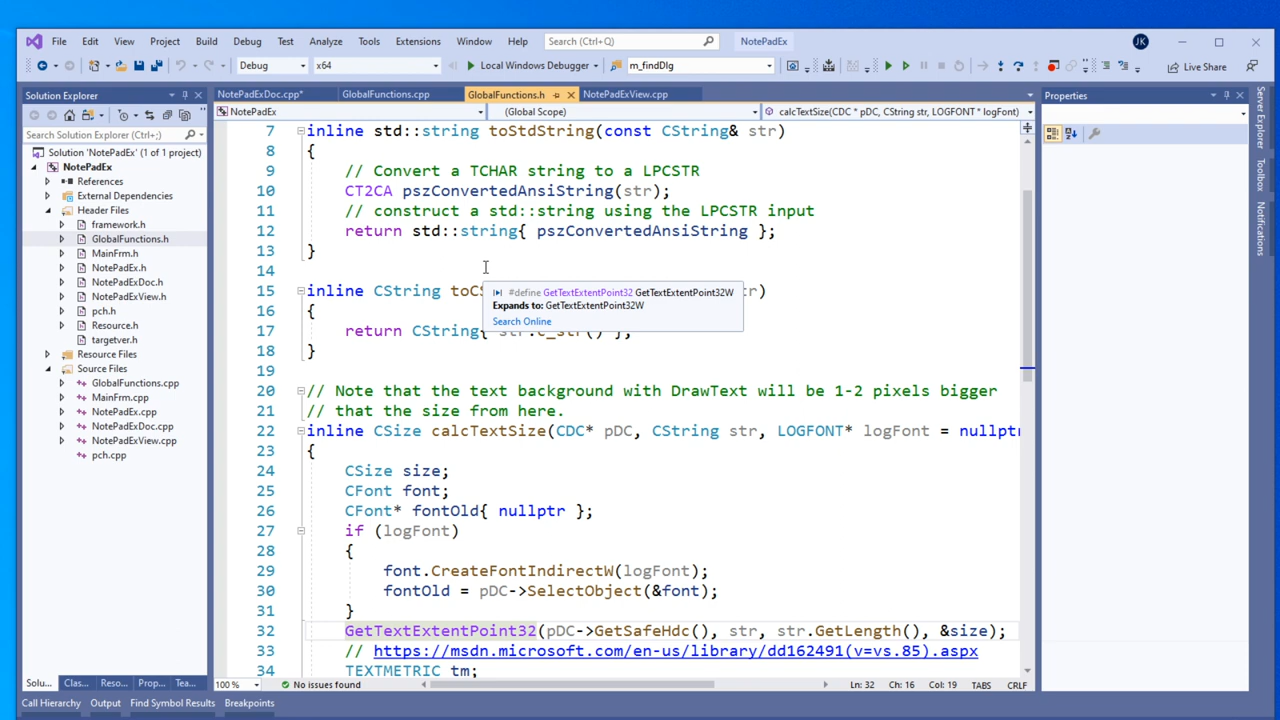 File Edit View Project Build Debug Test Analyze Tools Extensions Window Help Search (Ctrl+Q) NotePadEx JK
Debug x64 Local Windows Debugger m_findDlg Live Share
Solution Explorer
Search Solution Explorer (Ctrl+;)
Solution 'NotePadEx' (1 of 1 project)
NotePadEx
References
External Dependencies
Header Files
framework.h
GlobalFunctions.h
MainFrm.h
NotePadEx.h
NotePadExDoc.h
NotePadExView.h
pch.h
Resource.h
targetver.h
Resource Files
Source Files
GlobalFunctions.cpp
MainFrm.cpp
NotePadEx.cpp
NotePadExDoc.cpp
NotePadExView.cpp
pch.cpp
Solu... Clas... Reso... Prop... Tea...
NotePadExDoc.cpp* GlobalFunctions.cpp GlobalFunctions.h NotePadExView.cpp
NotePadEx (Global Scope) calcTextSize(CDC * pDC, CString str, LOGFONT * logFont)
7 inline std::string toStdString(const CString& str)
8 {
9 // Convert a TCHAR string to a LPCSTR
10 CT2CA pszConvertedAnsiString(str);
11 // construct a std::string using the LPCSTR input
12 return std::string{ pszConvertedAnsiString };
13 }
14
15 inline CString toCS r)
#define GetTextExtentPoint32 GetTextExtentPoint32W
Expands to: GetTextExtentPoint32W
Search Online
16 {
17 return CString{ str.c_str() };
18 }
19
20 // Note that the text background with DrawText will be 1-2 pixels bigger
21 // that the size from here.
22 inline CSize calcTextSize(CDC* pDC, CString str, LOGFONT* logFont = nullptr
23 {
24 CSize size;
25 CFont font;
26 CFont* fontOld{ nullptr };
27 if (logFont)
28 {
29 font.CreateFontIndirectW(logFont);
30 fontOld = pDC->SelectObject(&font);
31 }
32 GetTextExtentPoint32(pDC->GetSafeHdc(), str, str.GetLength(), &size);
33 // https://msdn.microsoft.com/en-us/library/dd162491(v=vs.85).aspx
34 TEXTMETRIC tm;
100 % No issues found Ln: 32 Ch: 16 Col: 19 TABS CRLF
Properties
Server Explorer
Toolbox
Notifications
Call Hierarchy Output Find Symbol Results Breakpoints